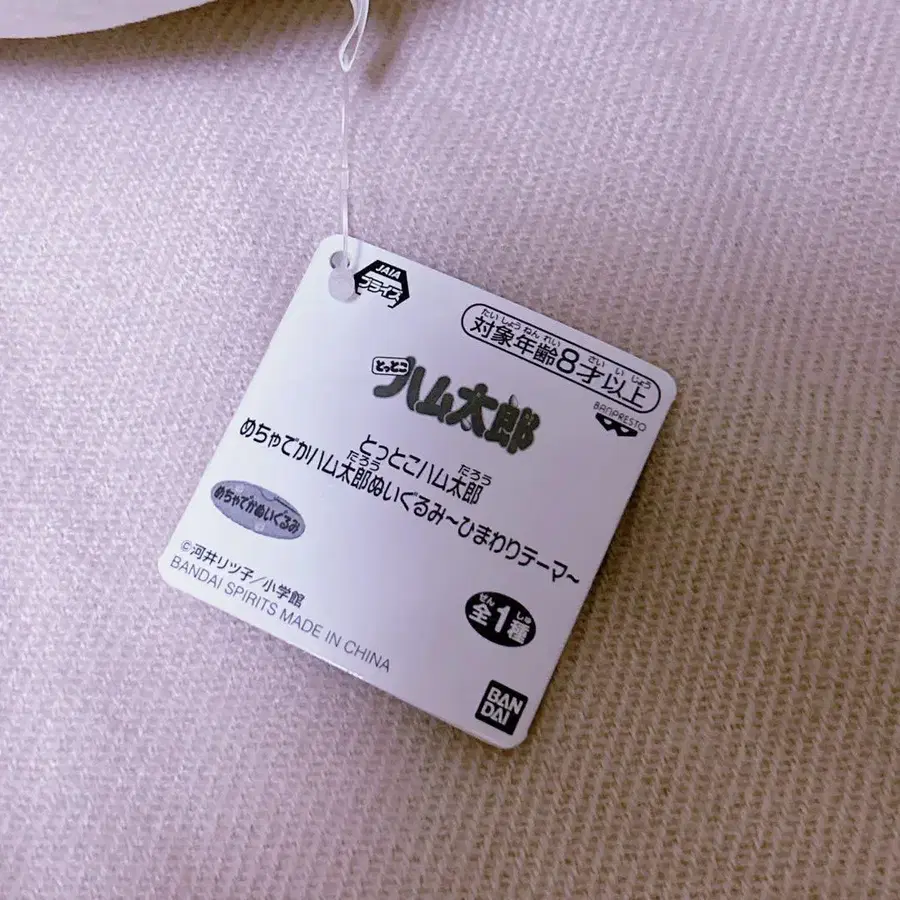 JAIA
プライズ
たいしょうねんれい さいいじょう
対象年齢8才以上
BANPRESTO
とっとこ
ハム太郎
とっとこハム太郎
たろう
めちゃでかハム太郎ぬいぐるみ~ひまわりテーマ~
たろう
めちゃでかぬいぐるみ
©河井リツ子/小学館
BANDAI SPIRITS MADE IN CHINA
ぜん しゅ
全1種
BAN
DAI